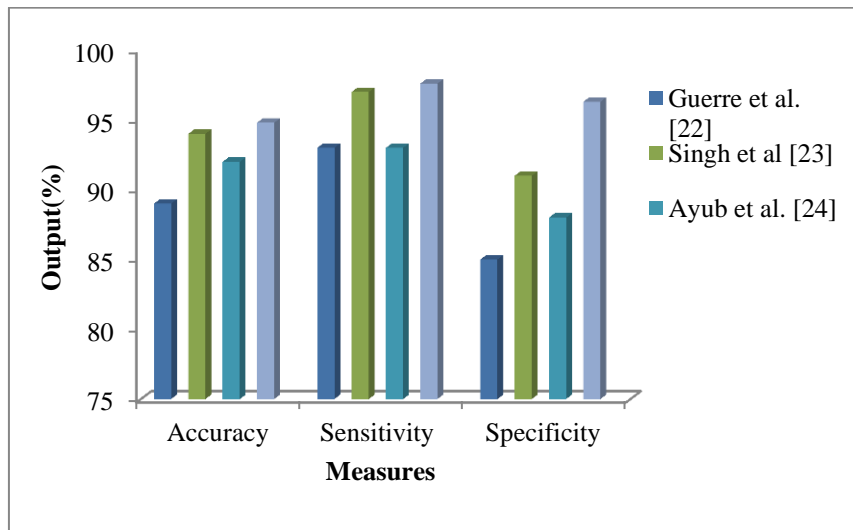 100
95
90
85
80
75
Output(%)
Accuracy Sensitivity Specificity
Measures
Guerre et al.
[22]
Singh et al [23]
Ayub et al. [24]